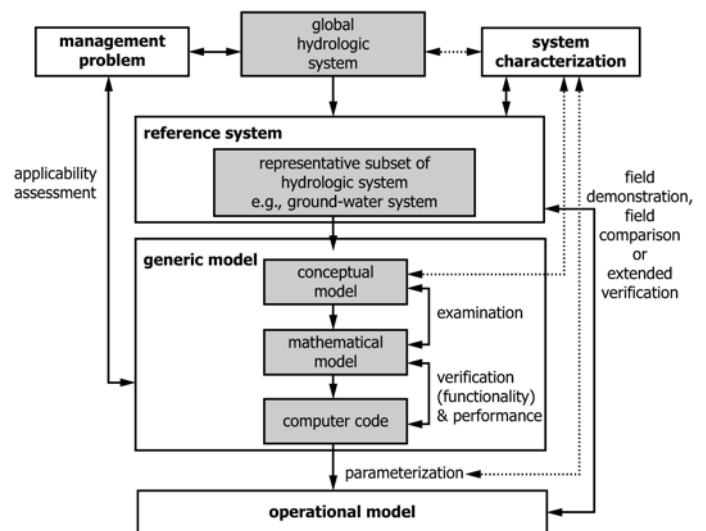 management
problem
global
hydrologic
system
system
characterization
reference system
representative subset of
hydrologic system
e.g., ground-water system
applicability
assessment
field
demonstration,
field
comparison
or
extended
verification
generic model
conceptual
model
examination
mathematical
model
verification
(functionality)
& performance
computer code
parameterization
operational model